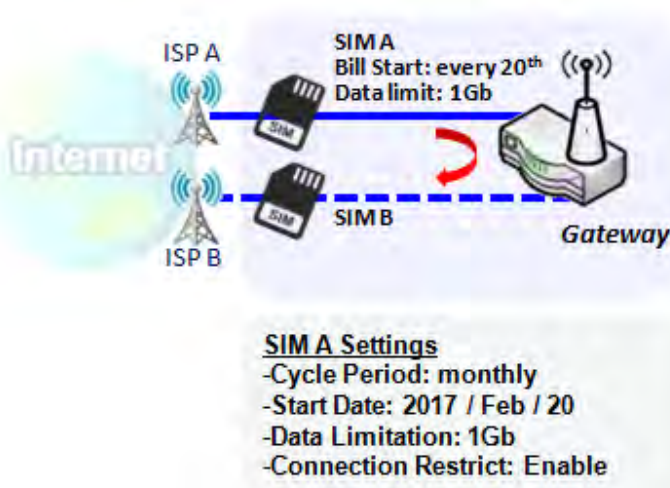 ISP A
SIM A
Bill Start: every 20th
Data limit: 1Gb
SIM
Internet
SIM
SIM B
Gateway
ISP B
SIM A Settings
-Cycle Period: monthly
-Start Date: 2017 / Feb / 20
-Data Limitation: 1Gb
-Connection Restrict: Enable